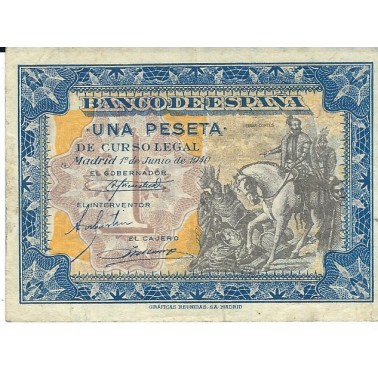 BANCO DE ESPAÑA
· UNA PESETA ·
DE CURSO LEGAL
Madrid 1º de Junio de 1940
EL GOBERNADOR
EL INTERVENTOR
EL CAJERO
GRÁFICAS REUNIDAS, S.A. MADRID